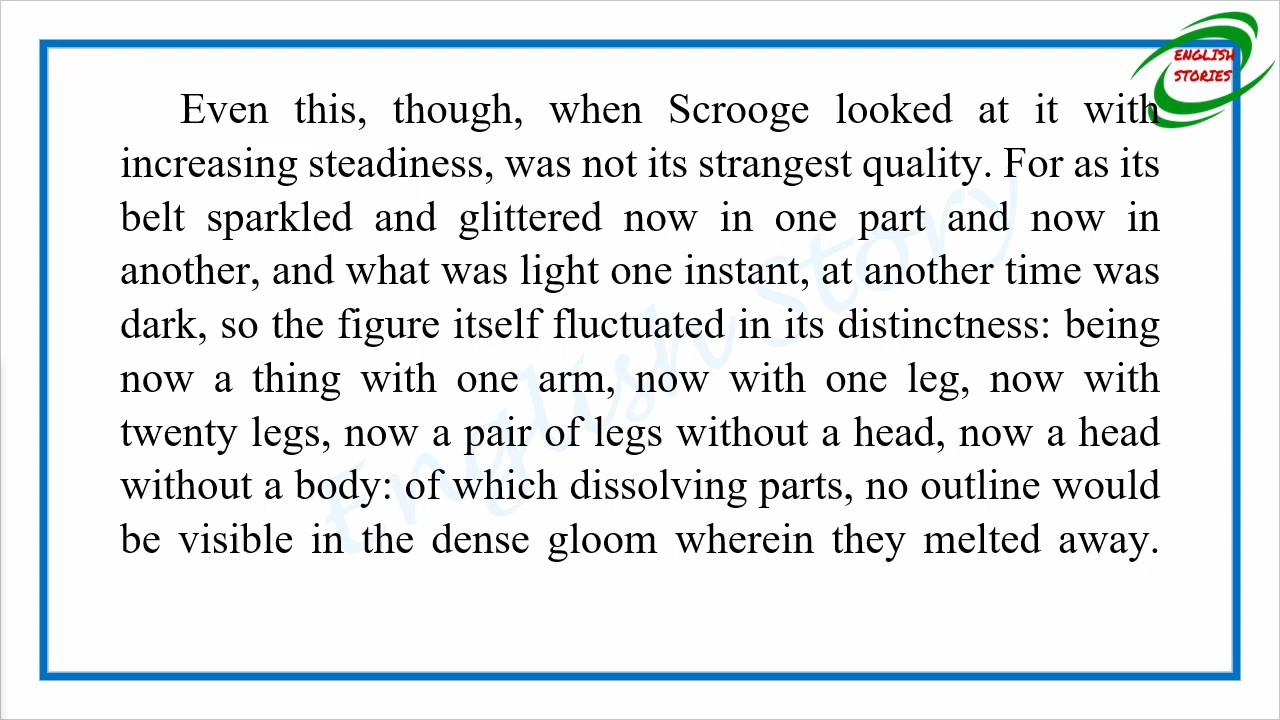 ENGLISH
STORIES
Even this, though, when Scrooge looked at it with
increasing steadiness, was not its strangest quality. For as its
belt sparkled and glittered now in one part and now in
another, and what was light one instant, at another time was
dark, so the figure itself fluctuated in its distinctness: being
now a thing with one arm, now with one leg, now with
twenty legs, now a pair of legs without a head, now a head
without a body: of which dissolving parts, no outline would
be visible in the dense gloom wherein they melted away.
English Story